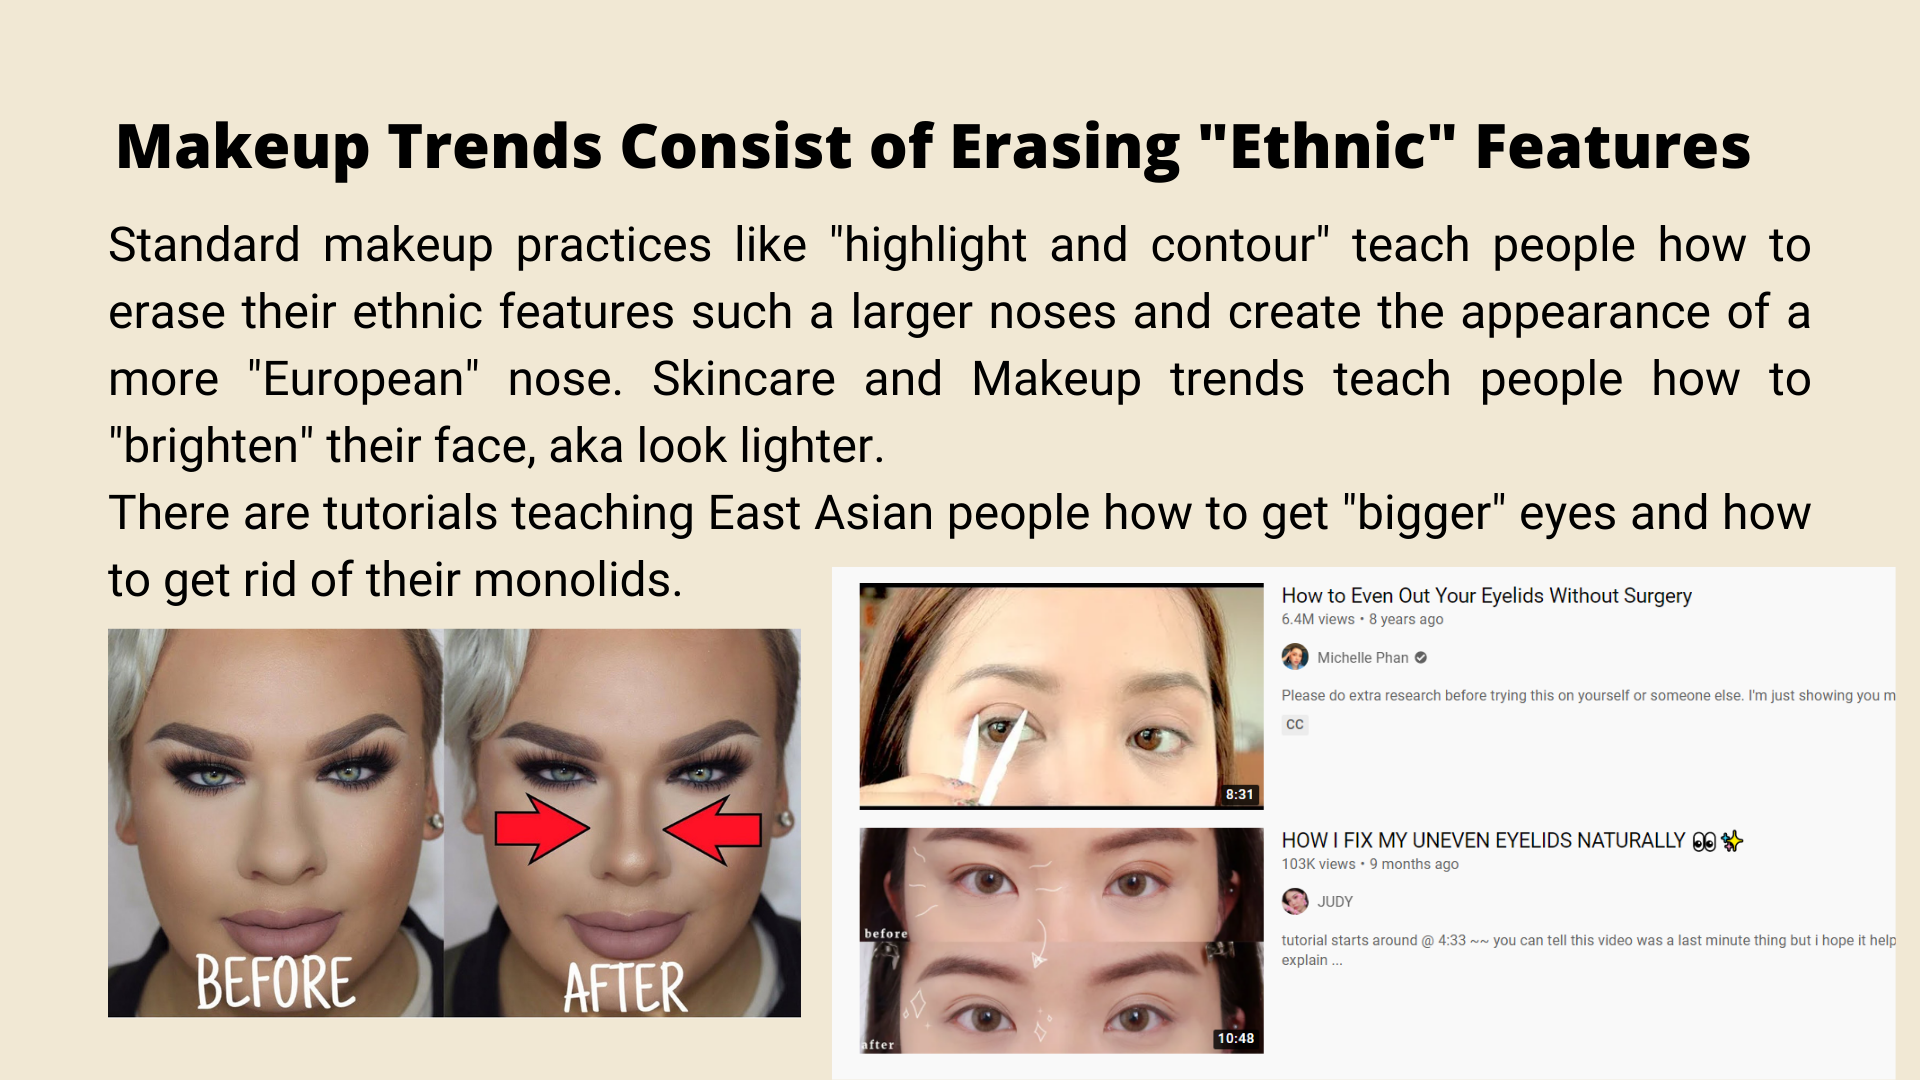 Makeup Trends Consist of Erasing "Ethnic" Features
Standard makeup practices like "highlight and contour" teach people how to
erase their ethnic features such a larger noses and create the appearance of a
more "European" nose. Skincare and Makeup trends teach people how to
"brighten" their face, aka look lighter.
There are tutorials teaching East Asian people how to get "bigger" eyes and how
to get rid of their monolids.
BEFORE
AFTER
8:31
How to Even Out Your Eyelids Without Surgery
6.4M views • 8 years ago
Michelle Phan
Please do extra research before trying this on yourself or someone else. I'm just showing you m
CC
before
after
10:48
HOW I FIX MY UNEVEN EYELIDS NATURALLY 👀✨
103K views • 9 months ago
JUDY
tutorial starts around @ 4:33 ~~ you can tell this video was a last minute thing but i hope it help
explain ...